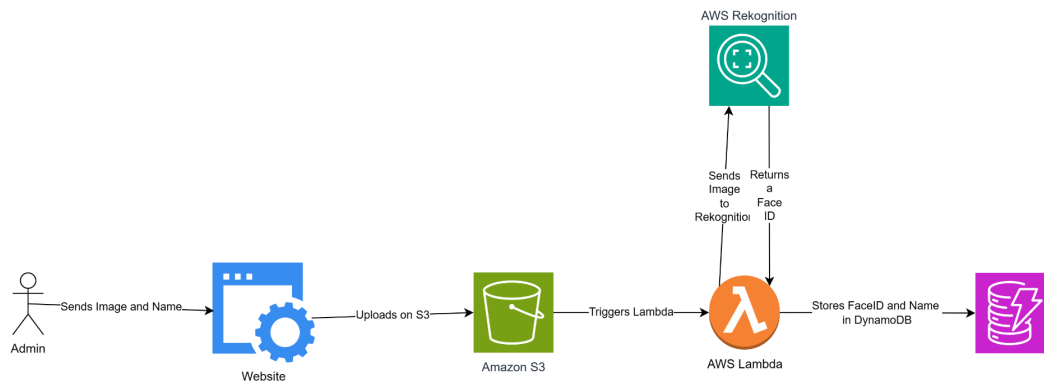 AWS Rekognition
Sends
Image
to
Rekognition
Returns
a
Face
ID
Sends Image and Name
Uploads on S3
Triggers Lambda
Stores FaceID and Name
in DynamoDB
Admin
Website
Amazon S3
AWS Lambda